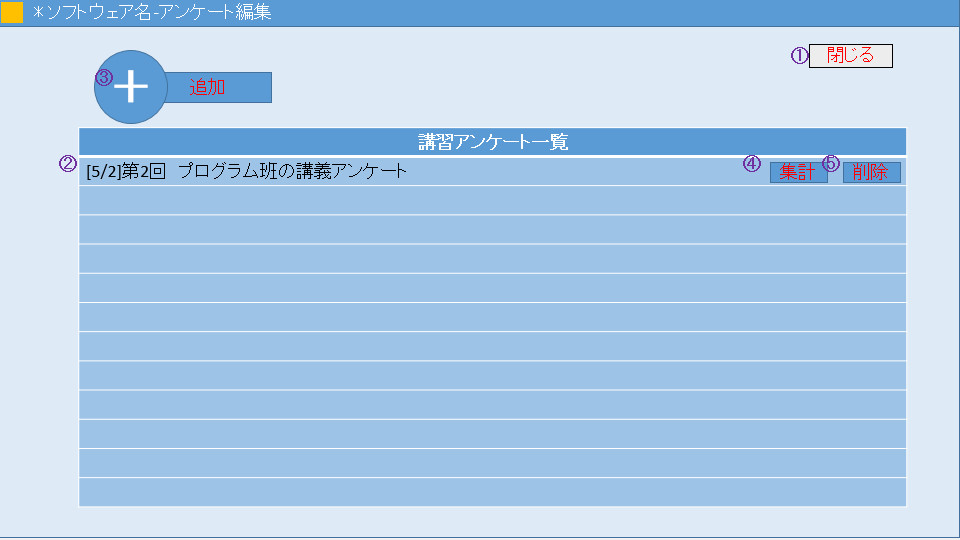 *ソフトウェア名-アンケート編集
① 閉じる
③ + 追加
講習アンケート一覧
② [5/2]第2回 プログラム班の講義アンケート ④ 集計 ⑤ 削除